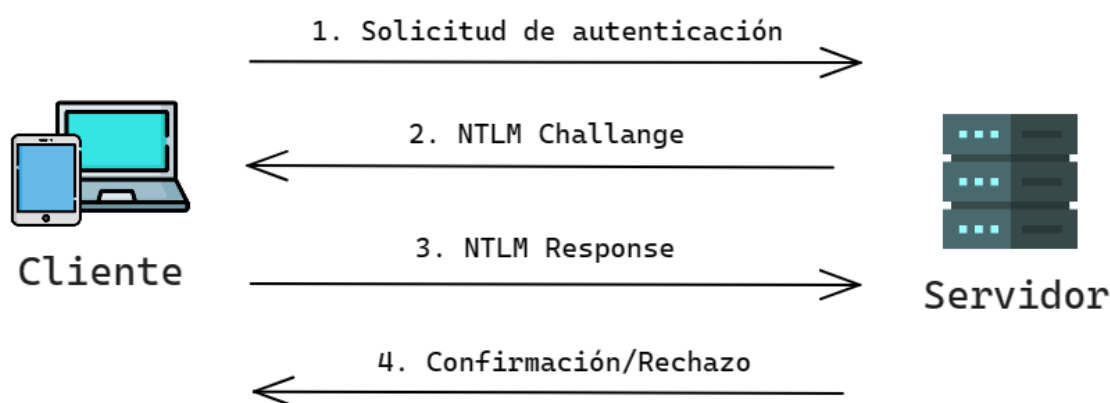 1. Solicitud de autenticación
2. NTLM Challange
3. NTLM Response
Cliente
Servidor
4. Confirmación/Rechazo